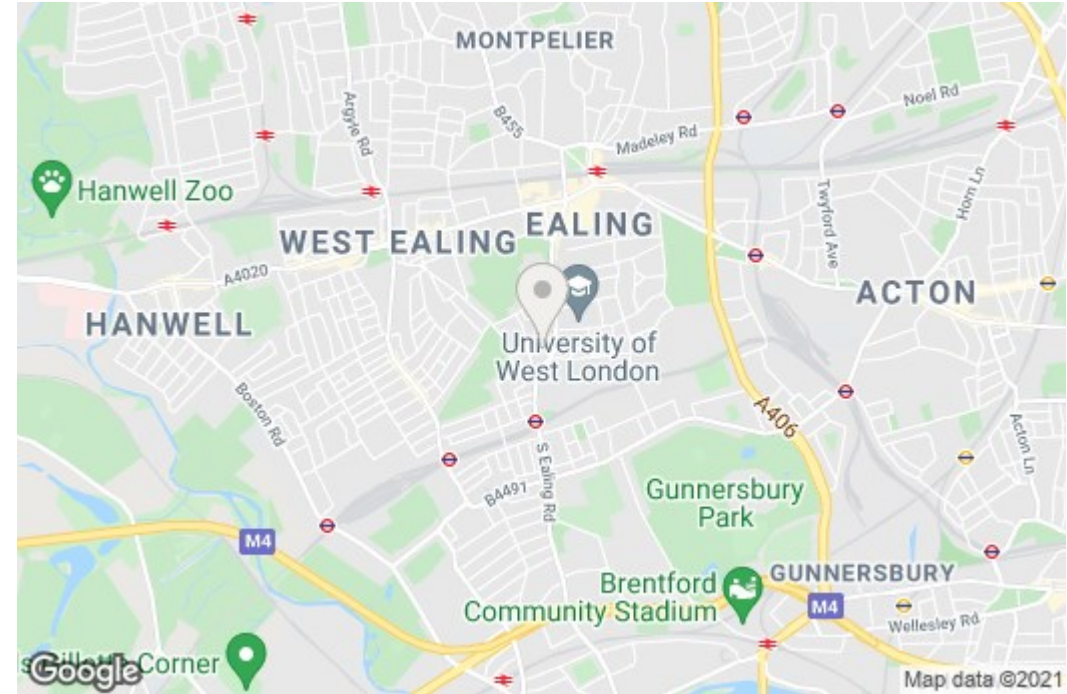 MONTPELIER
Noel Rd
Argyle Rd
B455
Madeley Rd
Hanwell Zoo
Horn Ln
Twyford Ave
WEST EALING
EALING
A4020
ACTON
HANWELL
University of
West London
Boston Rd
A406
Acton Ln
S Ealing Rd
B4491
Gunnersbury
Park
M4
GUNNERSBURY
Brentford
Community Stadium
M4
Wellesley Rd
Corner
Google
Map data ©2021